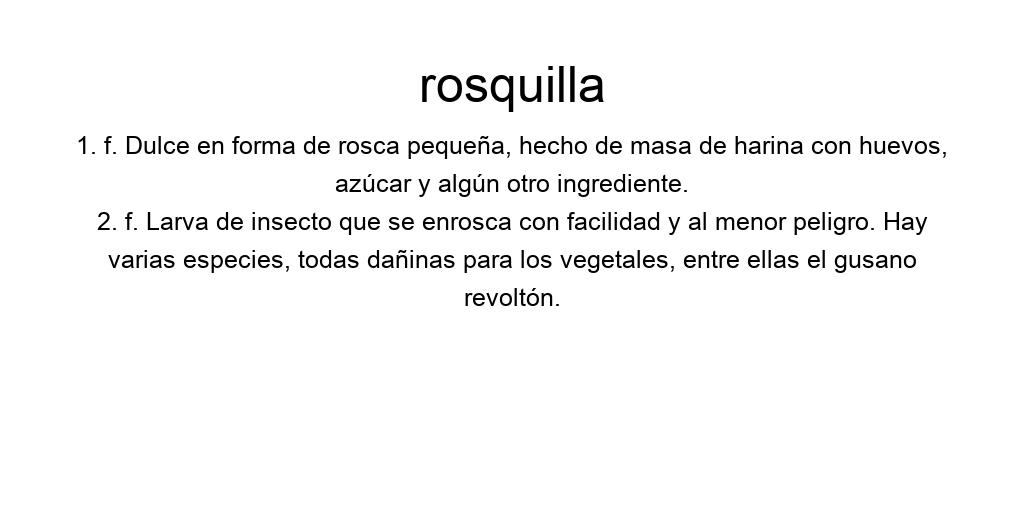 rosquilla
1. f. Dulce en forma de rosca pequeña, hecho de masa de harina con huevos,
azúcar y algún otro ingrediente.
2. f. Larva de insecto que se enrosca con facilidad y al menor peligro. Hay
varias especies, todas dañinas para los vegetales, entre ellas el gusano
revoltón.